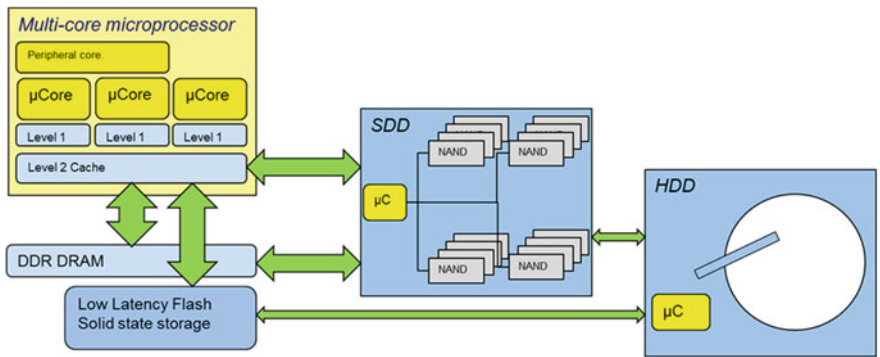 Multi-core microprocessor
Peripheral core.
µCore
µCore
µCore
Level 1
Level 1
Level 1
Level 2 Cache
DDR DRAM
Low Latency Flash
Solid state storage
SDD
NAND
NAND
µC
NAND
NAND
HDD
µC